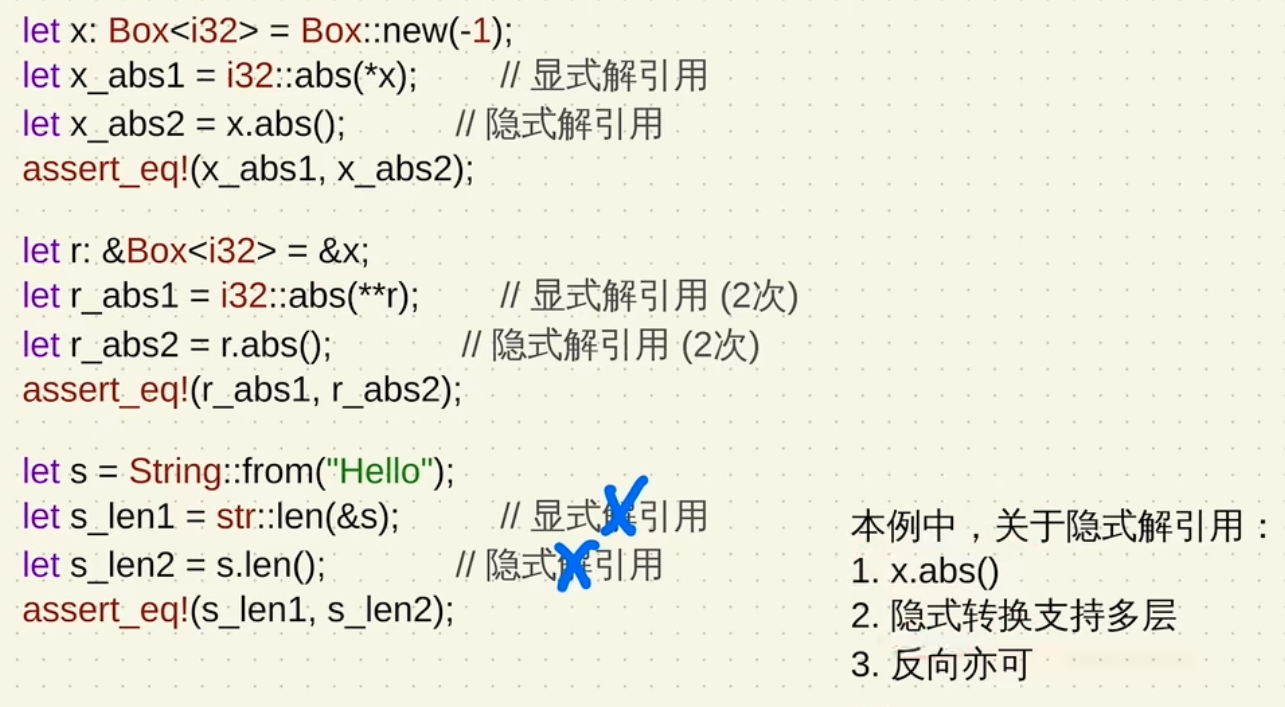 let x: Box<i32> = Box::new(-1);
let x_abs1 = i32::abs(*x); // 显式解引用
let x_abs2 = x.abs(); // 隐式解引用
assert_eq!(x_abs1, x_abs2);
let r: &Box<i32> = &x;
let r_abs1 = i32::abs(**r); // 显式解引用 (2次)
let r_abs2 = r.abs(); // 隐式解引用 (2次)
assert_eq!(r_abs1, r_abs2);
let s = String::from("Hello");
let s_len1 = str::len(&s); // 显式解引用
let s_len2 = s.len(); // 隐式解引用
assert_eq!(s_len1, s_len2);
本例中，关于隐式解引用：
1. x.abs()
2. 隐式转换支持多层
3. 反向亦可